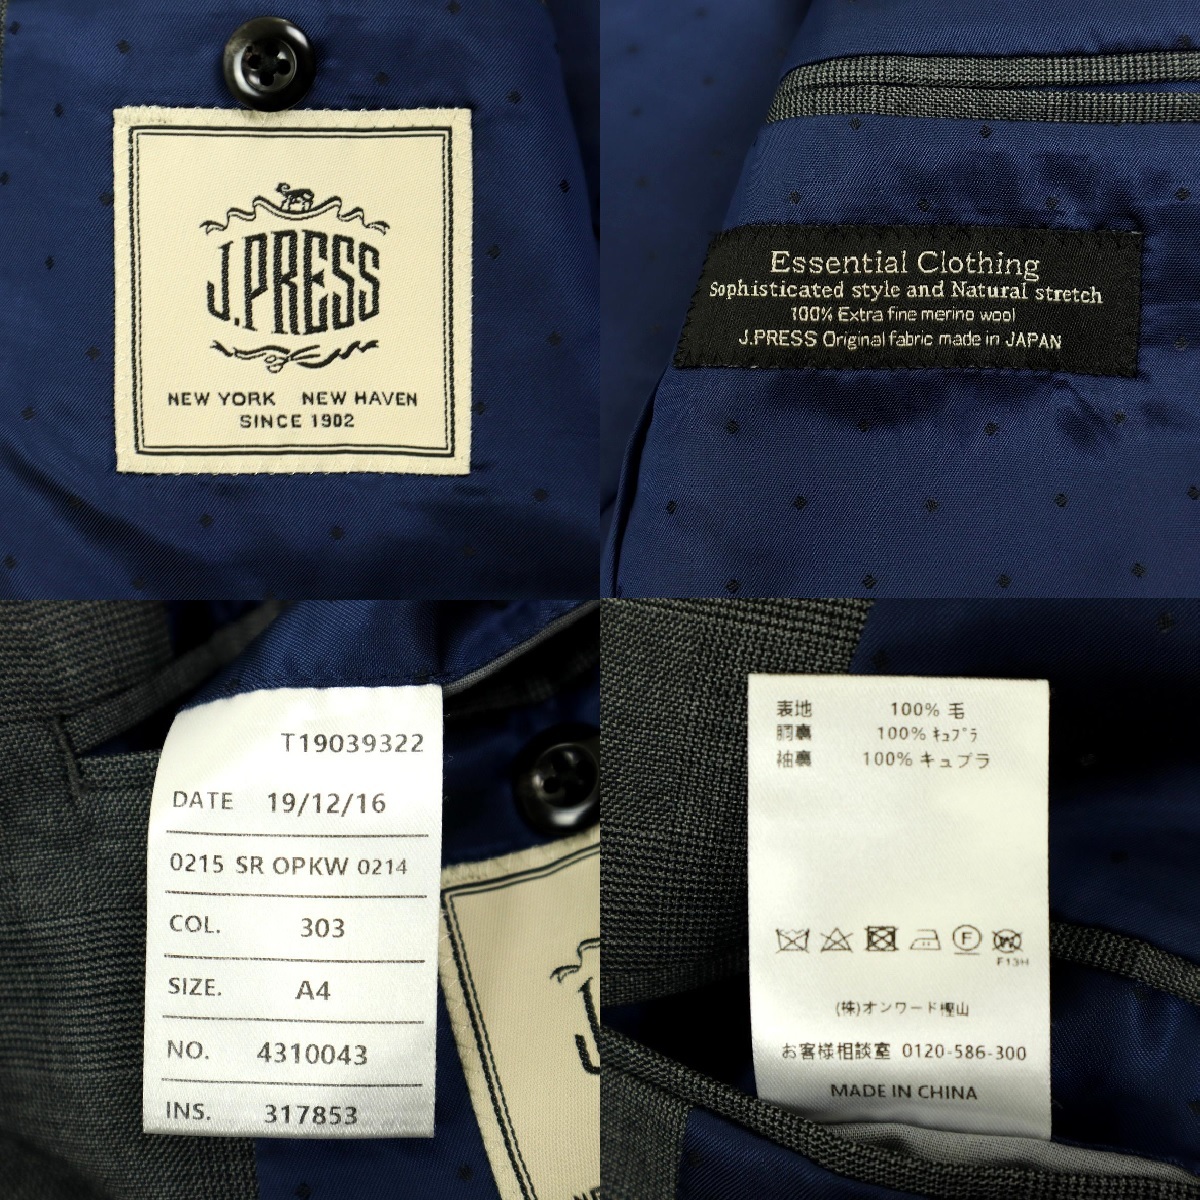 J.PRESS
NEW YORK NEW HAVEN
SINCE 1902
Essential Clothing
Sophisticated style and Natural stretch
100% Extra fine merino wool
J.PRESS Original fabric made in JAPAN
T19039322
DATE 19/12/16
0215 SR OPKW 0214
COL. 303
SIZE. A4
NO. 4310043
INS. 317853
表地 100% 毛
胴裏 100% ｷｭﾌﾟﾗ
袖裏 100% キュプラ
F
W
F13H
(株)オンワード樫山
お客様相談室 0120-586-300
MADE IN CHINA